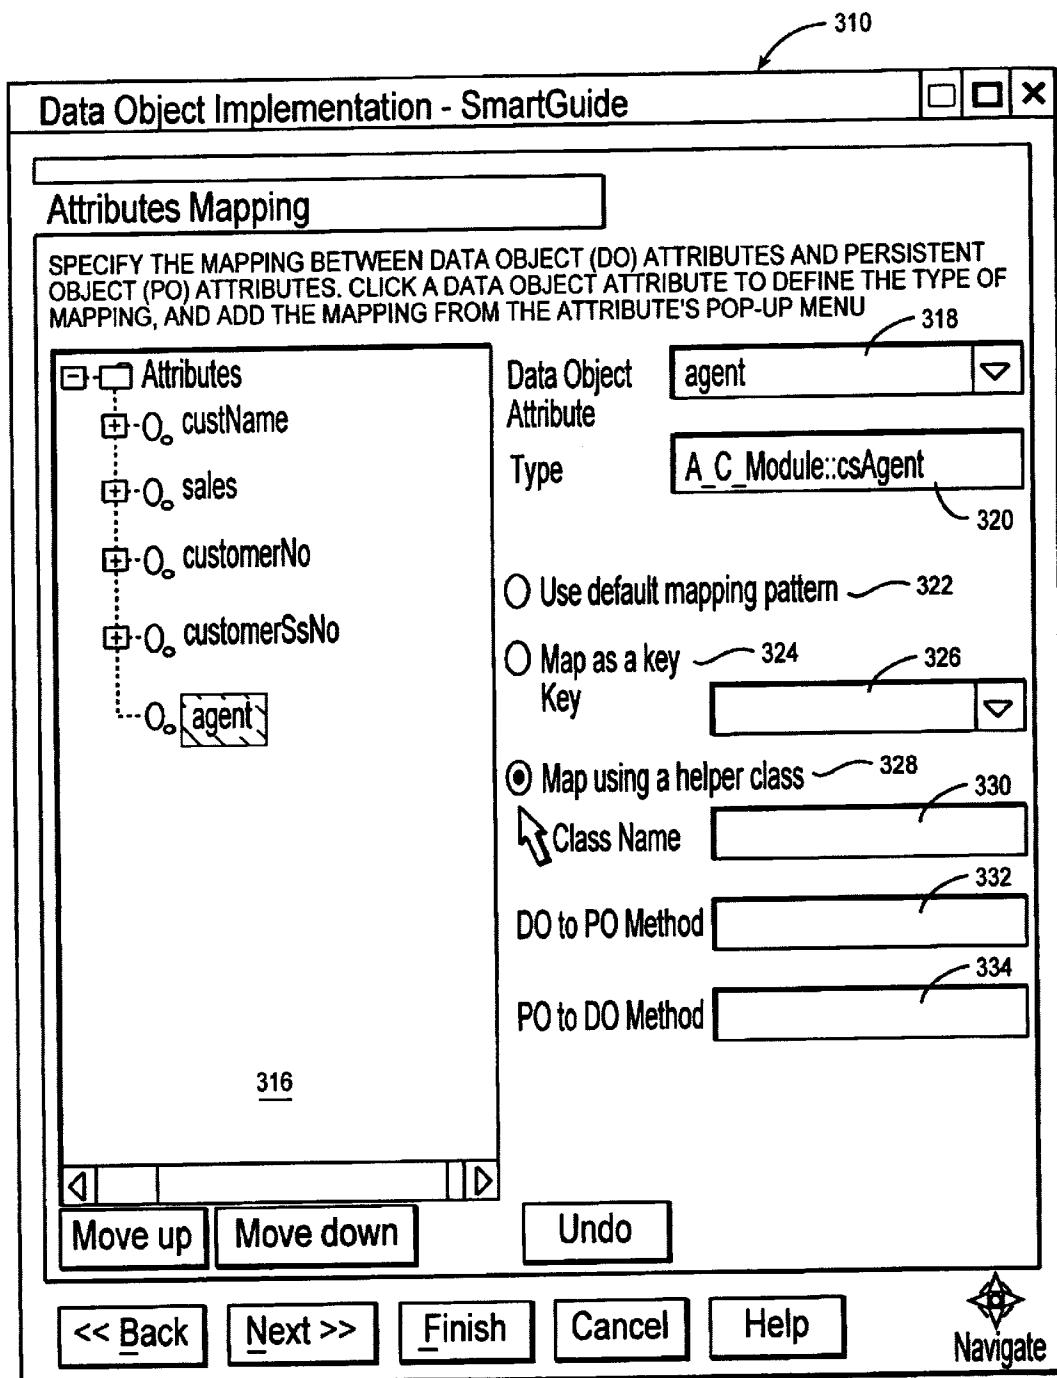 310
Data Object Implementation - SmartGuide
Attributes Mapping
SPECIFY THE MAPPING BETWEEN DATA OBJECT (DO) ATTRIBUTES AND PERSISTENT
OBJECT (PO) ATTRIBUTES. CLICK A DATA OBJECT ATTRIBUTE TO DEFINE THE TYPE OF
MAPPING, AND ADD THE MAPPING FROM THE ATTRIBUTE'S POP-UP MENU
318
Attributes
custName
sales
customerNo
customerSsNo
agent
316
Data Object
Attribute
agent
Type
A_C_Module::csAgent
320
Use default mapping pattern
322
Map as a key
324
326
Key
Map using a helper class
328
330
Class Name
332
DO to PO Method
334
PO to DO Method
Move up
Move down
Undo
<< Back
Next >>
Finish
Cancel
Help
Navigate